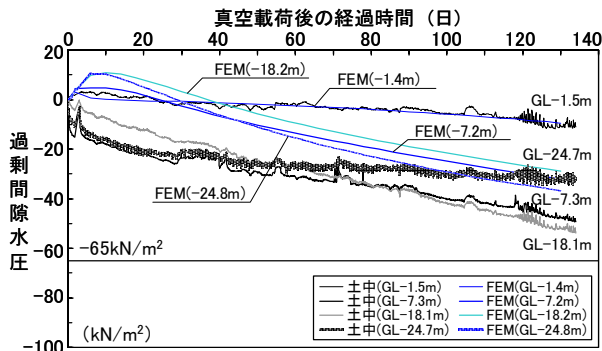 真空載荷後の経過時間（日）
0 20 40 60 80 100 120 140
20
0
−20
−40
−60
−80
−100
過剰間隙水圧
FEM(−18.2m)
FEM(−1.4m)
GL−1.5m
GL−24.7m
FEM(−7.2m)
FEM(−24.8m)
GL−7.3m
GL−18.1m
−65kN/m²
(kN/m²)
土中(GL−1.5m) FEM(GL−1.4m)
土中(GL−7.3m) FEM(GL−7.2m)
土中(GL−18.1m) FEM(GL−18.2m)
土中(GL−24.7m) FEM(GL−24.8m)